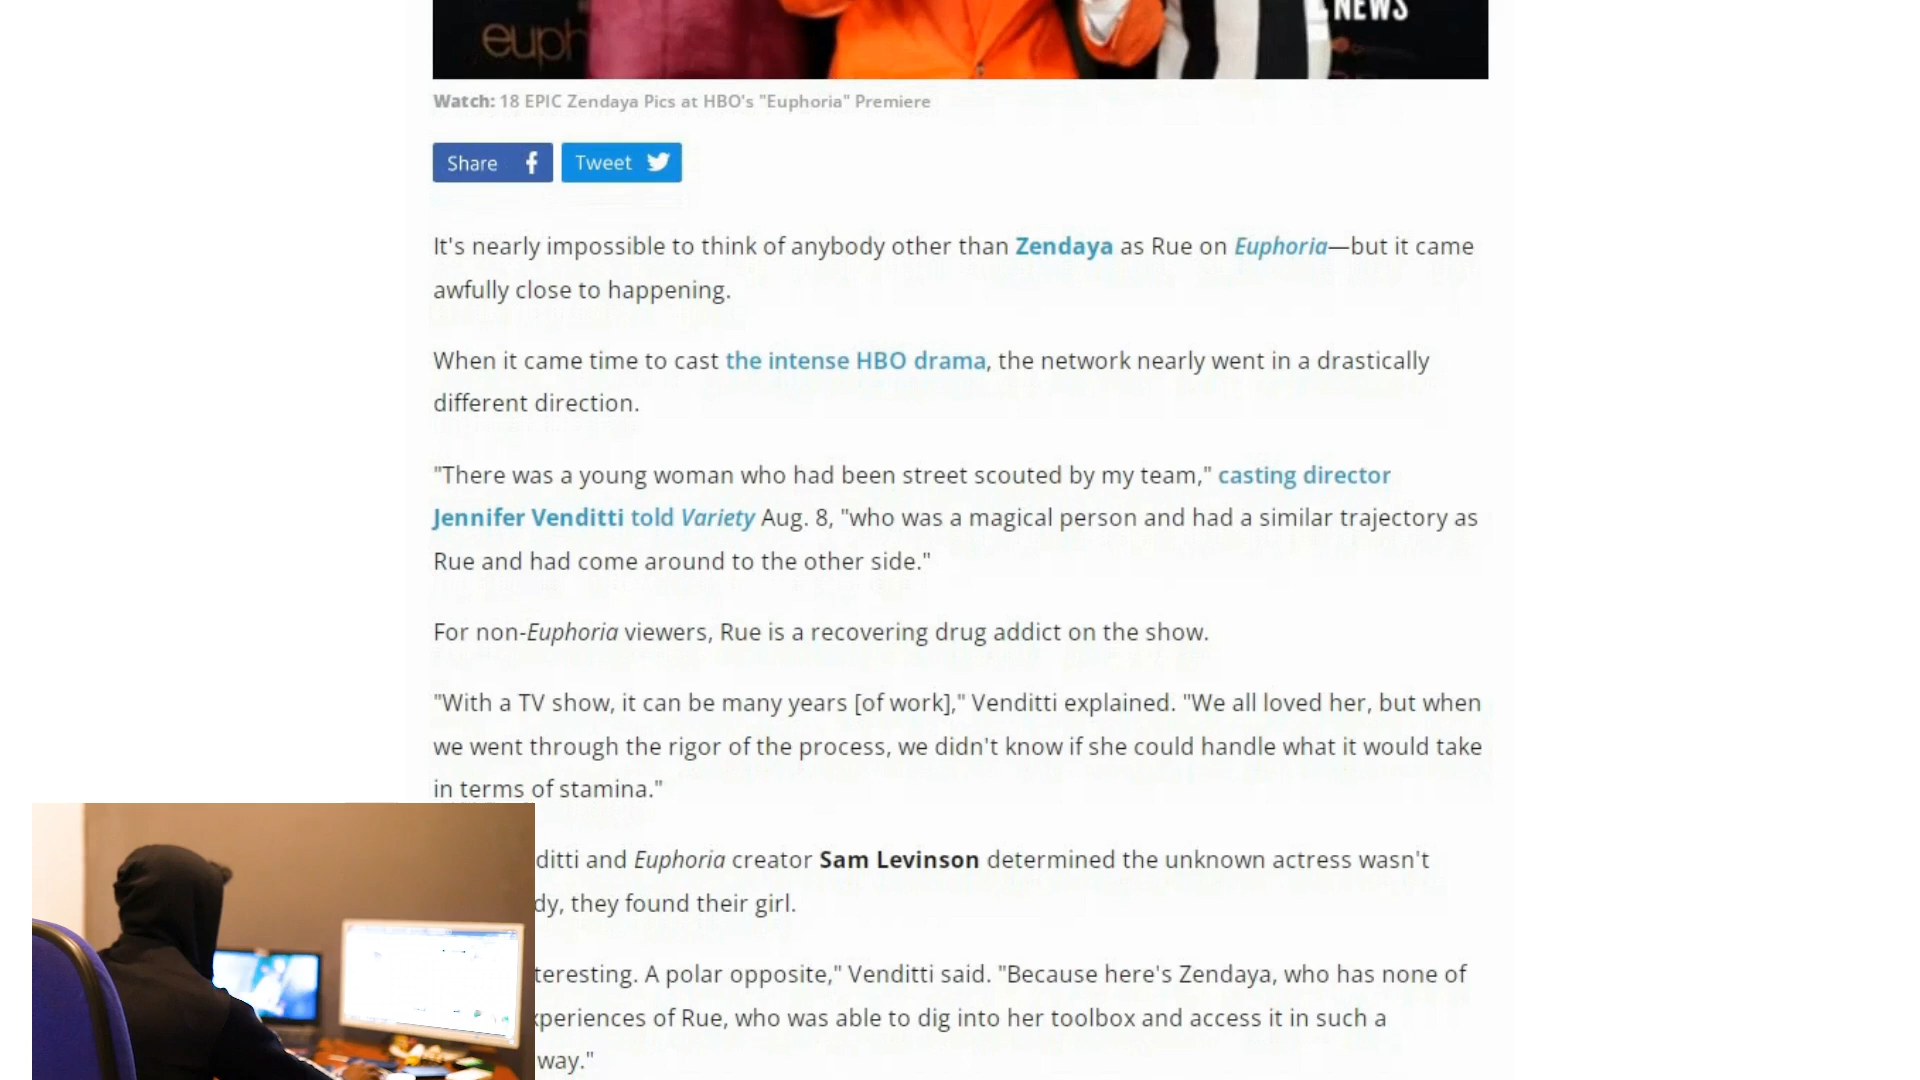 euph
NEWS
Watch: 18 EPIC Zendaya Pics at HBO's "Euphoria" Premiere
Share f Tweet
It's nearly impossible to think of anybody other than Zendaya as Rue on Euphoria—but it came
awfully close to happening.
When it came time to cast the intense HBO drama, the network nearly went in a drastically
different direction.
"There was a young woman who had been street scouted by my team," casting director
Jennifer Venditti told Variety Aug. 8, "who was a magical person and had a similar trajectory as
Rue and had come around to the other side."
For non-Euphoria viewers, Rue is a recovering drug addict on the show.
"With a TV show, it can be many years [of work]," Venditti explained. "We all loved her, but when
we went through the rigor of the process, we didn't know if she could handle what it would take
in terms of stamina."
ditti and Euphoria creator Sam Levinson determined the unknown actress wasn't
dy, they found their girl.
teresting. A polar opposite," Venditti said. "Because here's Zendaya, who has none of
xperiences of Rue, who was able to dig into her toolbox and access it in such a
way."